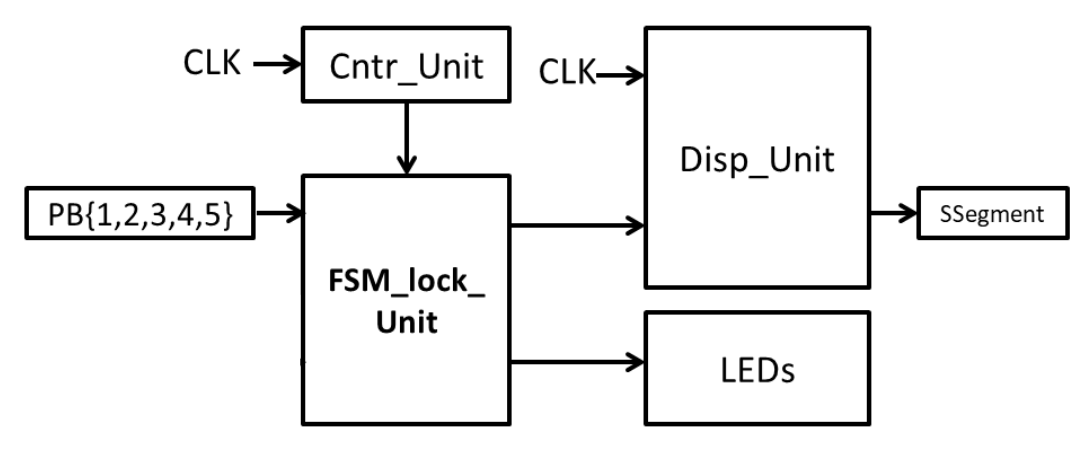 CLK
Cntr_Unit
CLK
Disp_Unit
PB{1,2,3,4,5}
SSegment
FSM_lock_
Unit
LEDs